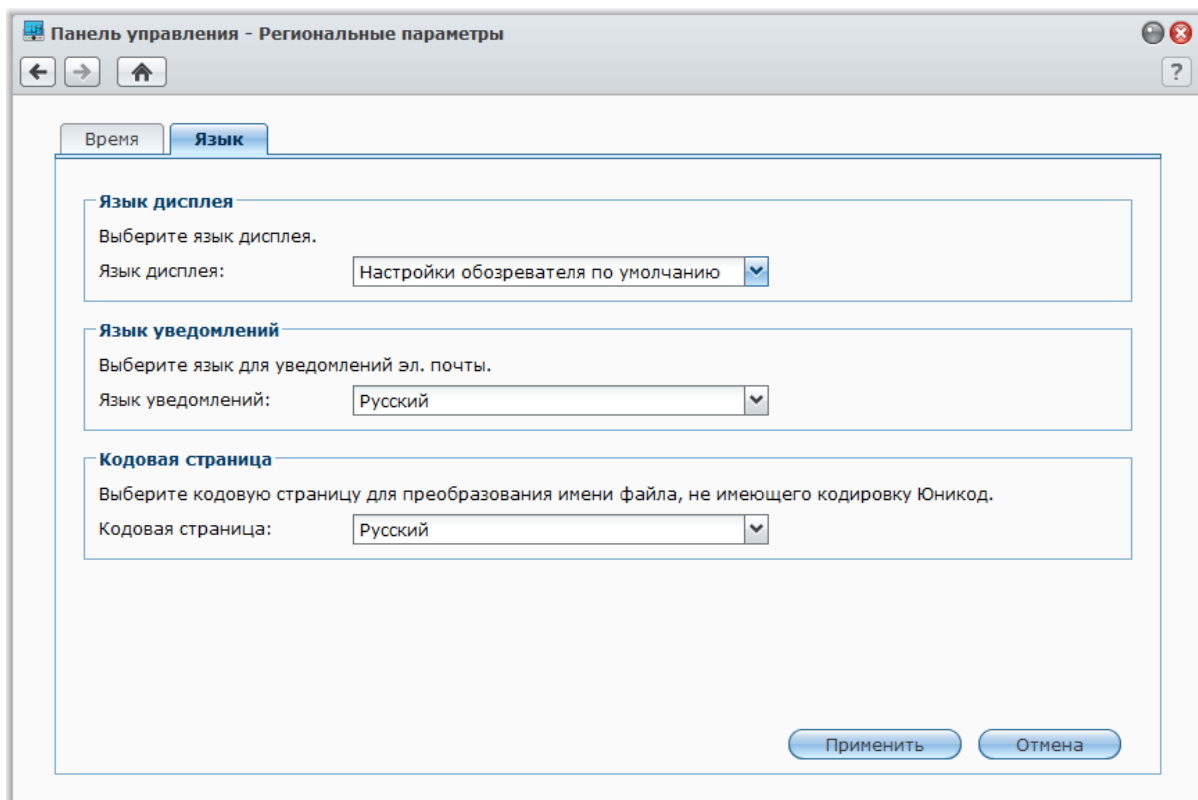 Панель управления - Региональные параметры
?
Время
Язык
Язык дисплея
Выберите язык дисплея.
Язык дисплея: Настройки обозревателя по умолчанию
Язык уведомлений
Выберите язык для уведомлений эл. почты.
Язык уведомлений: Русский
Кодовая страница
Выберите кодовую страницу для преобразования имени файла, не имеющего кодировку Юникод.
Кодовая страница: Русский
Применить Отмена